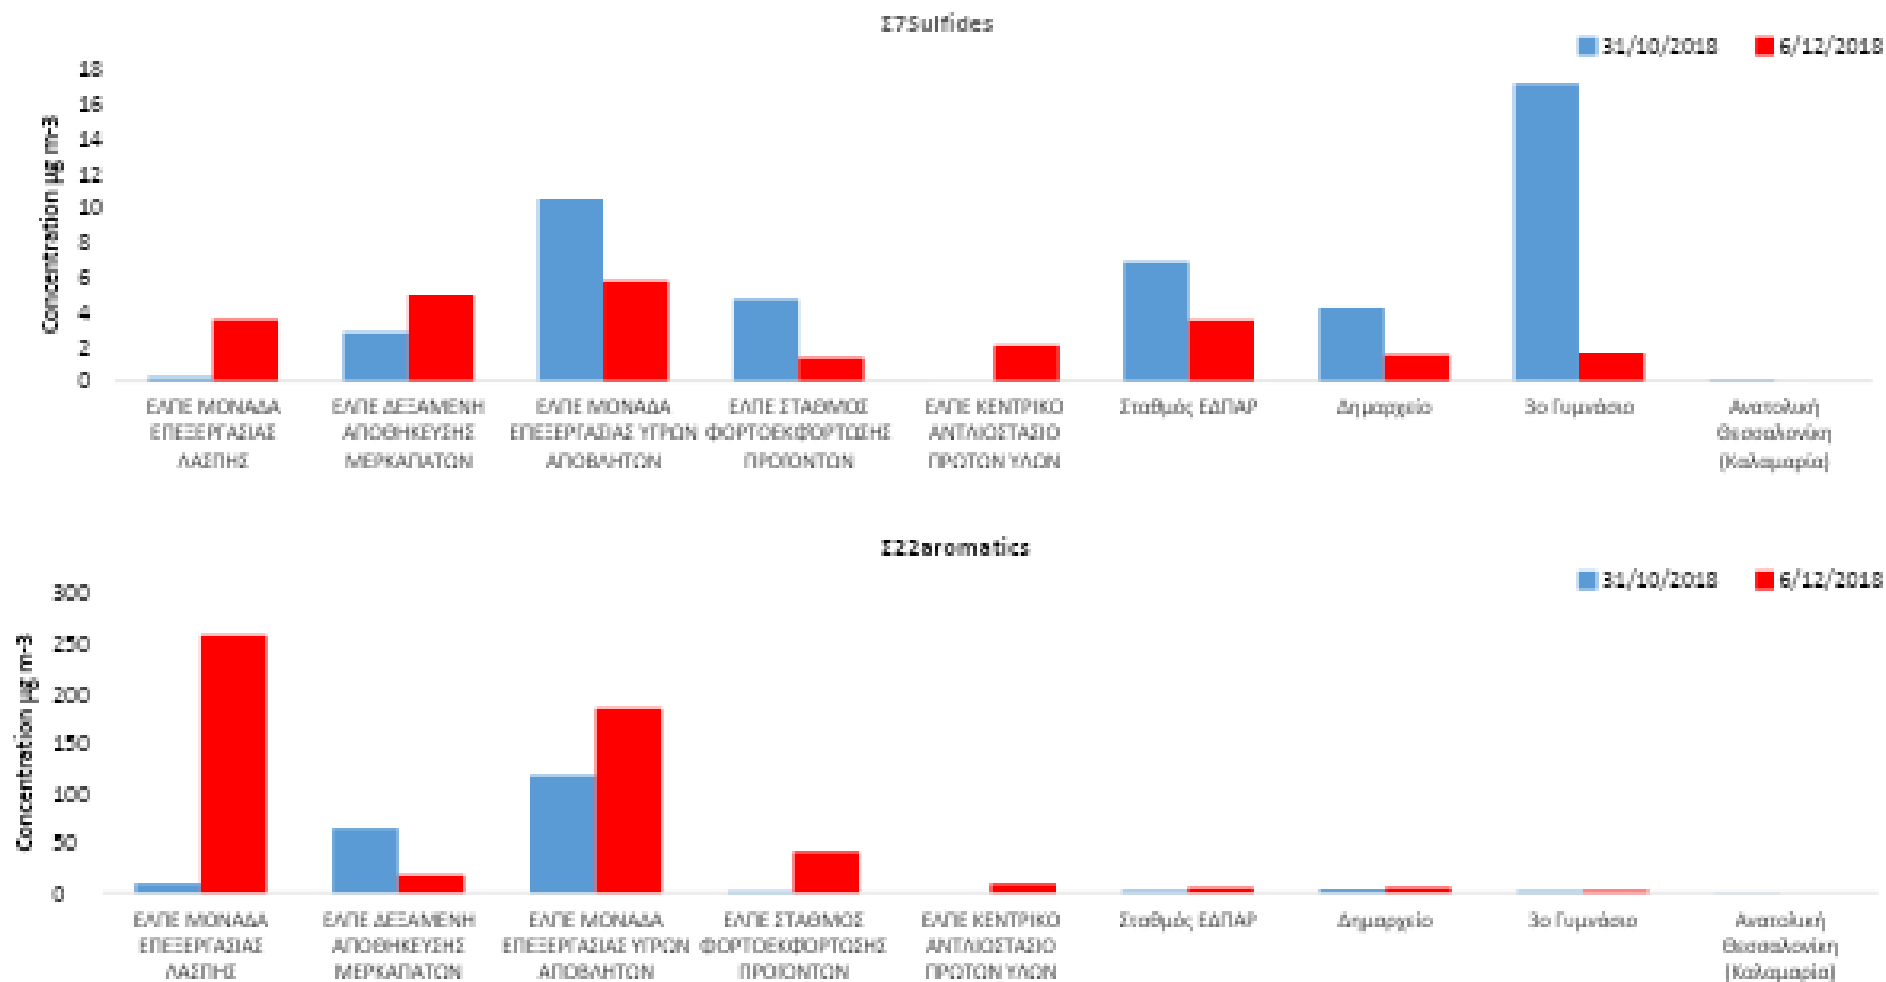 Σ7Sulfides
31/10/2018 6/12/2018
Concentration μg m-3
18
16
14
12
10
8
6
4
2
0
ΕΛΠΕ ΜΟΝΑΔΑ
ΕΠΕΞΕΡΓΑΣΙΑΣ
ΛΑΣΠΗΣ
ΕΛΠΕ ΔΕΞΑΜΕΝΗ
ΑΠΟΘΗΚΕΥΣΗΣ
ΜΕΡΚΑΠΑΤΩΝ
ΕΛΠΕ ΜΟΝΑΔΑ
ΕΠΕΞΕΡΓΑΣΙΑΣ ΥΓΡΩΝ
ΑΠΟΒΛΗΤΩΝ
ΕΛΠΕ ΣΤΑΘΜΟΣ
ΦΟΡΤΟΕΚΦΟΡΤΩΣΗΣ
ΠΡΟΪΟΝΤΩΝ
ΕΛΠΕ ΚΕΝΤΡΙΚΟ
ΑΝΤΛΙΟΣΤΑΣΙΟ
ΠΡΩΤΩΝ ΥΛΩΝ
Σταθμός ΕΔΠΑΡ
Δημαρχείο
3ο Γυμνάσιο
Ανατολική
Θεσσαλονίκη
(Καλαμαριά)
Σ22aromatics
31/10/2018 6/12/2018
Concentration μg m-3
300
250
200
150
100
50
0
ΕΛΠΕ ΜΟΝΑΔΑ
ΕΠΕΞΕΡΓΑΣΙΑΣ
ΛΑΣΠΗΣ
ΕΛΠΕ ΔΕΞΑΜΕΝΗ
ΑΠΟΘΗΚΕΥΣΗΣ
ΜΕΡΚΑΠΑΤΩΝ
ΕΛΠΕ ΜΟΝΑΔΑ
ΕΠΕΞΕΡΓΑΣΙΑΣ ΥΓΡΩΝ
ΑΠΟΒΛΗΤΩΝ
ΕΛΠΕ ΣΤΑΘΜΟΣ
ΦΟΡΤΟΕΚΦΟΡΤΩΣΗΣ
ΠΡΟΪΟΝΤΩΝ
ΕΛΠΕ ΚΕΝΤΡΙΚΟ
ΑΝΤΛΙΟΣΤΑΣΙΟ
ΠΡΩΤΩΝ ΥΛΩΝ
Σταθμός ΕΔΠΑΡ
Δημαρχείο
3ο Γυμνάσιο
Ανατολική
Θεσσαλονίκη
(Καλαμαριά)